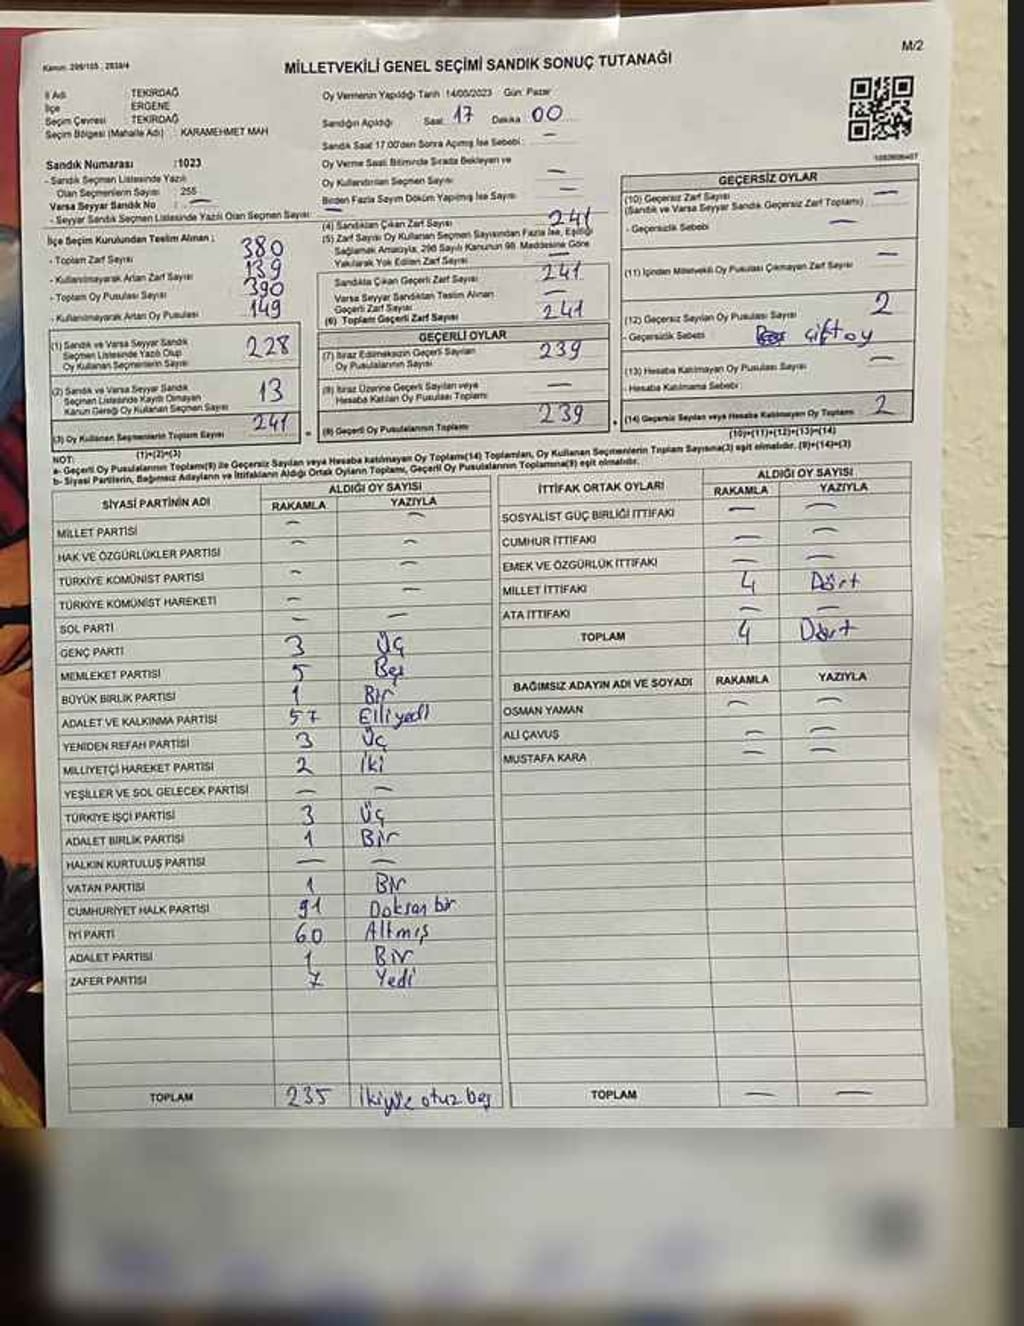 M/2
Kanun: 298/105 , 2839/4
MİLLETVEKİLİ GENEL SEÇİMİ SANDIK SONUÇ TUTANAĞI
İl Adı TEKİRDAĞ
İlçe ERGENE
Seçim Çevresi TEKİRDAĞ
Seçim Bölgesi (Mahalle Adı) : KARAMEHMET MAH
Sandık Numarası :1023
- Sandık Seçmen Listesinde Yazılı
Olan Seçmenlerin Sayısı 255
Varsa Seyyar Sandık No : —
- Seyyar Sandık Seçmen Listesinde Yazılı Olan Seçmen Sayısı
İlçe Seçim Kurulundan Teslim Alınan ;
- Toplam Zarf Sayısı 380
- Kullanılmayarak Artan Zarf Sayısı 139
- Toplam Oy Pusulası Sayısı 390
- Kullanılmayarak Artan Oy Pusulası 149
(1) Sandık ve Varsa Seyyar Sandık
Seçmen Listesinde Yazılı Olup
Oy Kullanan Seçmenlerin Sayısı 228
(2) Sandık ve Varsa Seyyar Sandık
Seçmen Listesinde Kayıtlı Olmayan
Kanun Gereği Oy Kullanan Seçmen Sayısı 13
(3) Oy Kullanan Seçmenlerin Toplam Sayısı 241
(1)+(2)=(3)
Oy Vermenin Yapıldığı Tarih 14/05/2023 Gün: Pazar
Sandığın Açıldığı Saat: 17 Dakika 00
Sandık Saat 17:00'den Sonra Açılmış İse Sebebi : —
Oy Verme Saati Bitiminde Sırada Bekleyen ve
Oy Kullandırılan Seçmen Sayısı —
Birden Fazla Sayım Döküm Yapılmış İse Sayısı —
(4) Sandıktan Çıkan Zarf Sayısı 241
(5) Zarf Sayısı Oy Kullanan Seçmen Sayısından Fazla İse, Eşitliği
Sağlamak Amacıyla, 298 Sayılı Kanunun 98. Maddesine Göre
Yakılarak Yok Edilen Zarf Sayısı —
Sandıkta Çıkan Geçerli Zarf Sayısı 241
Varsa Seyyar Sandıktan Teslim Alınan
Geçerli Zarf Sayısı —
(6) Toplam Geçerli Zarf Sayısı 241
GEÇERLİ OYLAR
(7) İtiraz Edilmeksizin Geçerli Sayılan
Oy Pusulalarının Sayısı 239
(8) İtiraz Üzerine Geçerli Sayılan veya
Hesaba Katılan Oy Pusulası Toplamı —
(9) Geçerli Oy Pusulalarının Toplamı 239
GEÇERSİZ OYLAR
(10) Geçersiz Zarf Sayısı —
(Sandık ve Varsa Seyyar Sandık Geçersiz Zarf Toplamı)
- Geçersizlik Sebebi —
(11) İçinden Milletvekili Oy Pusulası Çıkmayan Zarf Sayısı —
(12) Geçersiz Sayılan Oy Pusulası Sayısı 2
- Geçersizlik Sebebi çift oy
(13) Hesaba Katılmayan Oy Pusulası Sayısı —
- Hesaba Katılmama Sebebi :
(14) Geçersiz Sayılan veya Hesaba Katılmayan Oy Toplamı 2
(10)+(11)+(12)+(13)=(14)
NOT:
a- Geçerli Oy Pusulalarının Toplamı(9) ile Geçersiz Sayılan veya Hesaba katılmayan Oy Toplam(14) Toplamları, Oy Kullanan Seçmenlerin Toplam Sayısına(3) eşit olmalıdır. (9)+(14)=(3)
b- Siyasi Partilerin, Bağımsız Adayların ve İttifakların Aldığı Ortak Oyların Toplamı, Geçerli Oy Pusulalarının Toplamına(9) eşit olmalıdır.
SİYASİ PARTİNİN ADI ALDIĞI OY SAYISI
RAKAMLA YAZIYLA
MİLLET PARTİSİ — —
HAK VE ÖZGÜRLÜKLER PARTİSİ — —
TÜRKİYE KOMÜNİST PARTİSİ — —
TÜRKİYE KOMÜNİST HAREKETİ — —
SOL PARTİ — —
GENÇ PARTİ 3 Üç
MEMLEKET PARTİSİ 5 Beş
BÜYÜK BİRLİK PARTİSİ 1 Bir
ADALET VE KALKINMA PARTİSİ 57 Elliyedi
YENİDEN REFAH PARTİSİ 3 Üç
MİLLİYETÇİ HAREKET PARTİSİ 2 İki
YEŞİLLER VE SOL GELECEK PARTİSİ — —
TÜRKİYE İŞÇİ PARTİSİ 3 Üç
ADALET BİRLİK PARTİSİ 1 Bir
HALKIN KURTULUŞ PARTİSİ — —
VATAN PARTİSİ 1 Bir
CUMHURİYET HALK PARTİSİ 91 Doksan bir
İYİ PARTİ 60 Altmış
ADALET PARTİSİ 1 Bir
ZAFER PARTİSİ 7 Yedi
TOPLAM 235 İkiyüz otuz beş
İTTİFAK ORTAK OYLARI ALDIĞI OY SAYISI
RAKAMLA YAZIYLA
SOSYALİST GÜÇ BİRLİĞİ İTTİFAKI — —
CUMHUR İTTİFAKI — —
EMEK VE ÖZGÜRLÜK İTTİFAKI — —
MİLLET İTTİFAKI 4 Dört
ATA İTTİFAKI — —
TOPLAM 4 Dört
BAĞIMSIZ ADAYIN ADI VE SOYADI RAKAMLA YAZIYLA
OSMAN YAMAN — —
ALİ ÇAVUŞ — —
MUSTAFA KARA — —
TOPLAM — —